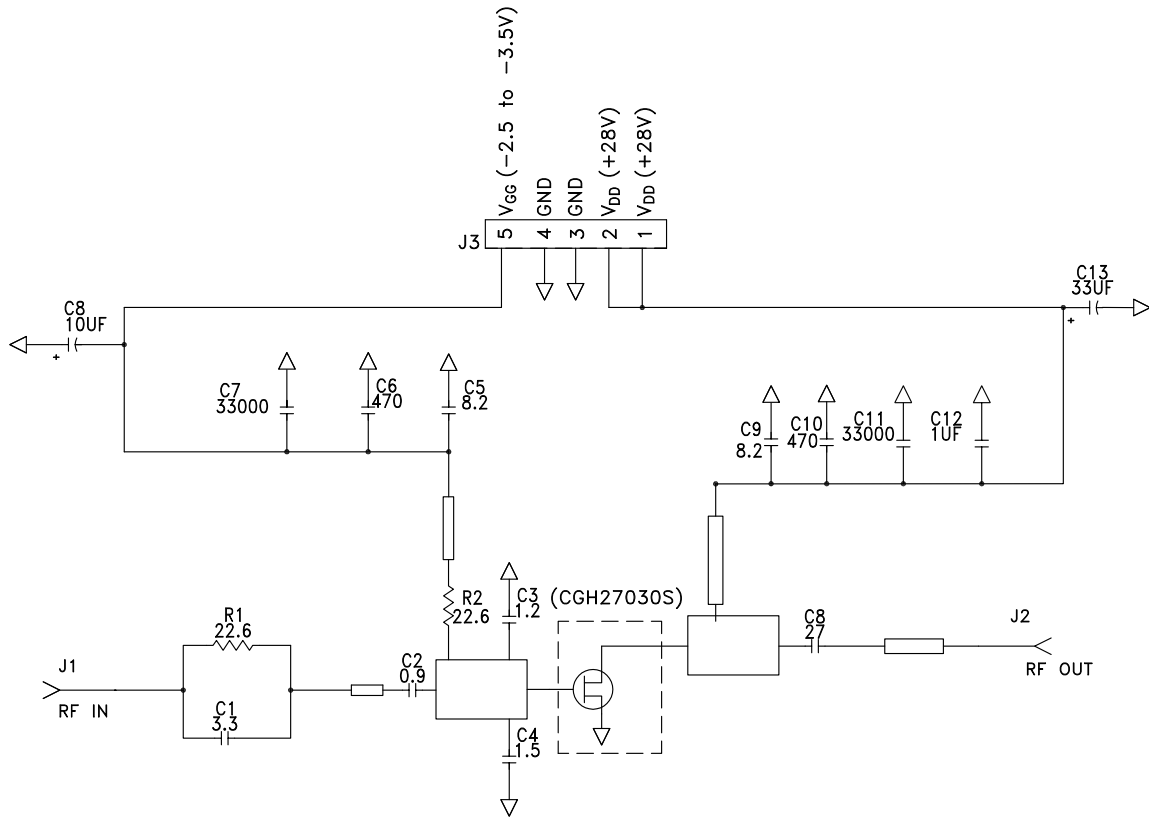 VGG (−2.5 to −3.5V)
GND
GND
VDD (+28V)
VDD (+28V)
J3
5 4 3 2 1
C13
33UF
+
C8
10UF
+
C7
33000
C6
470
C5
8.2
C9
8.2
C10
470
C11
33000
C12
1UF
R2
22.6
C3
1.2
(CGH27030S)
R1
22.6
C8
27
J2
RF OUT
J1
RF IN
C2
0.9
C1
3.3
C4
1.5